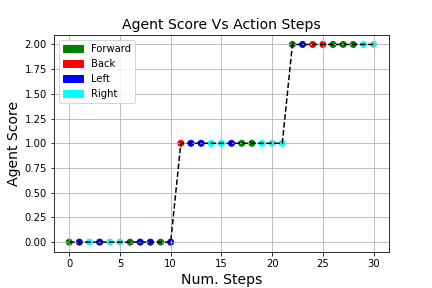 Agent Score Vs Action Steps
Agent Score
2.00
1.75
1.50
1.25
1.00
0.75
0.50
0.25
0.00
Forward
Back
Left
Right
0 5 10 15 20 25 30
Num. Steps